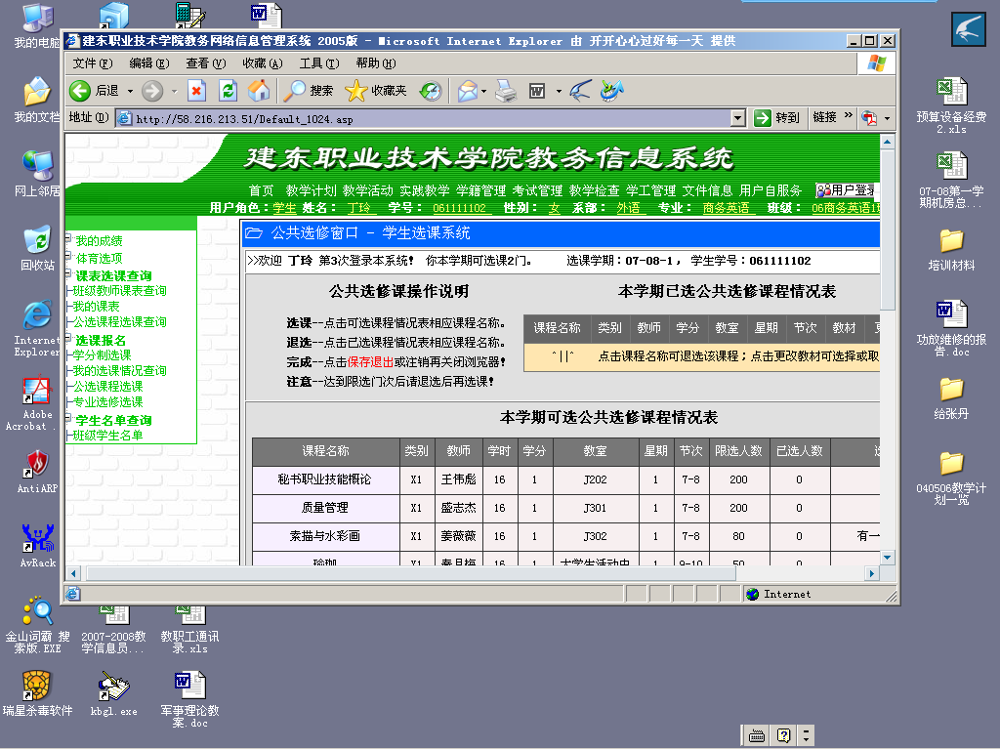 我的电脑
我的文档
网上邻居
回收站
Internet
Explorer
Adobe
Acrobat .
AntiARP
AvRack
金山词霸 搜
索版.EXE
瑞星杀毒软件
2007-2008教
学信息员...
kbgl.exe
教职工通讯
录.xls
军事理论教
案.doc
建东职业技术学院教务网络信息管理系统 2005版 - Microsoft Internet Explorer 由 开开心心过好每一天 提供
文件(F) 编辑(E) 查看(V) 收藏(A) 工具(T) 帮助(H)
后退 搜索 收藏夹
地址(D) http://58.216.213.51/Default_1024.asp 转到 链接 »
建东职业技术学院教务信息系统
首页 教学计划 教学活动 实践教学 学籍管理 考试管理 教学检查 学工管理 文件信息 用户自服务 用户登录
用户角色：学生 姓名： 丁玲 学号： 061111102 性别： 女 系部： 外语 专业： 商务英语 班级： 06商务英语1
我的成绩
体育选项
课表选课查询
班级教师课表查询
我的课表
公选课程选课查询
选课报名
学分制选课
我的选课情况查询
公选课程选课
专业选修选课
学生名单查询
班级学生名单
公共选修窗口 - 学生选课系统
>>欢迎 丁玲 第3次登录本系统! 你本学期可选课2门。 选课学期：07-08-1 ，学生学号：061111102
公共选修课操作说明
选课--点击可选课程情况表相应课程名称。
退选--点击已选课程情况表相应课程名称。
完成--点击保存退出或注销再关闭浏览器!
注意--达到限选门次后请退选后再选课!
本学期已选公共选修课程情况表
课程名称 类别 教师 学分 教室 星期 节次 教材
^||^ 点击课程名称可退选该课程；点击更改教材可选择或取
本学期可选公共选修课程情况表
课程名称 类别 教师 学时 学分 教室 星期 节次 限选人数 已选人数
秘书职业技能概论 X1 王伟彪 16 1 J202 1 7-8 200 0
质量管理 X1 盛志杰 16 1 J301 1 7-8 200 0
素描与水彩画 X1 姜薇薇 16 1 J302 1 7-8 80 0 有一
瑜珈 X1 秦月梅 16 1 大学生活动中 1 9-10 50 0
Internet
预算设备经费
2.xls
07-08第一学
期机房总...
培训材料
功放维修的报
告.doc
给张丹
040506教学计
划一览